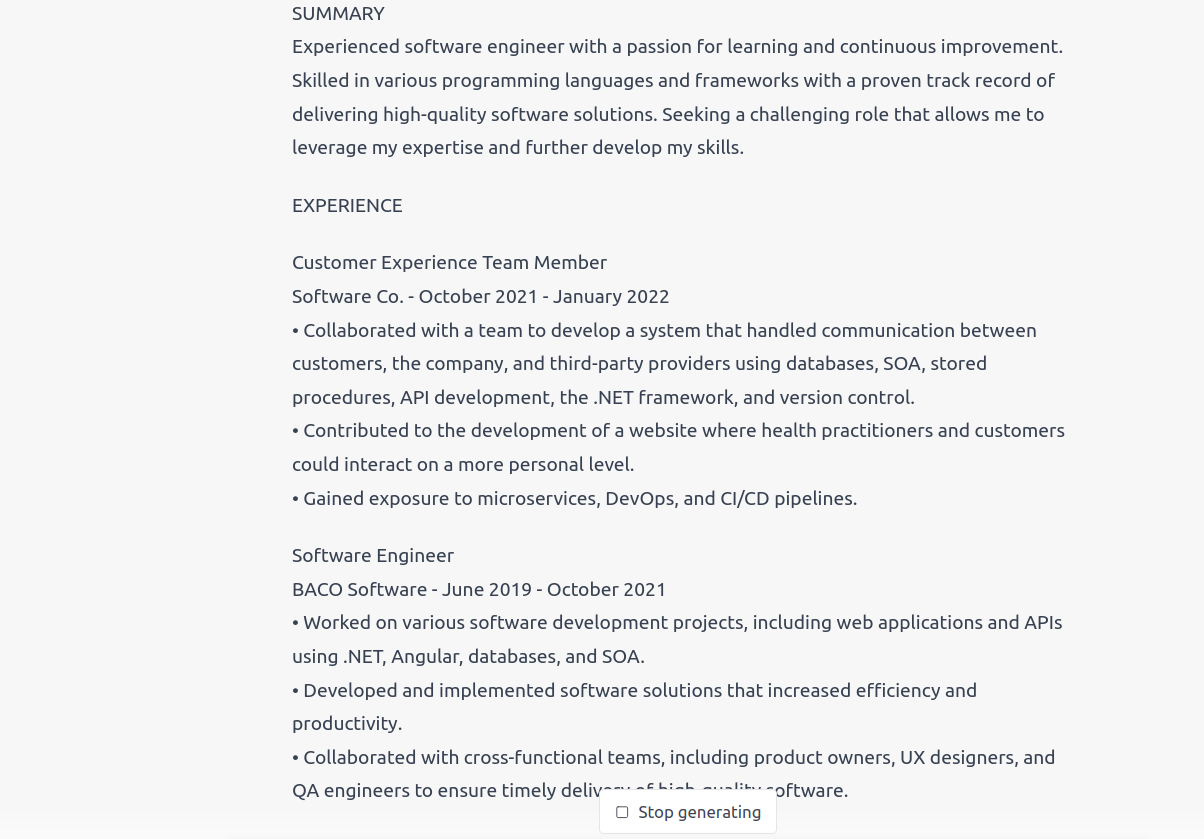 SUMMARY
Experienced software engineer with a passion for learning and continuous improvement.
Skilled in various programming languages and frameworks with a proven track record of
delivering high-quality software solutions. Seeking a challenging role that allows me to
leverage my expertise and further develop my skills.
EXPERIENCE
Customer Experience Team Member
Software Co. - October 2021 - January 2022
• Collaborated with a team to develop a system that handled communication between
customers, the company, and third-party providers using databases, SOA, stored
procedures, API development, the .NET framework, and version control.
• Contributed to the development of a website where health practitioners and customers
could interact on a more personal level.
• Gained exposure to microservices, DevOps, and CI/CD pipelines.
Software Engineer
BACO Software - June 2019 - October 2021
• Worked on various software development projects, including web applications and APIs
using .NET, Angular, databases, and SOA.
• Developed and implemented software solutions that increased efficiency and
productivity.
• Collaborated with cross-functional teams, including product owners, UX designers, and
QA engineers to ensure timely delivery of high-quality software.
Stop generating